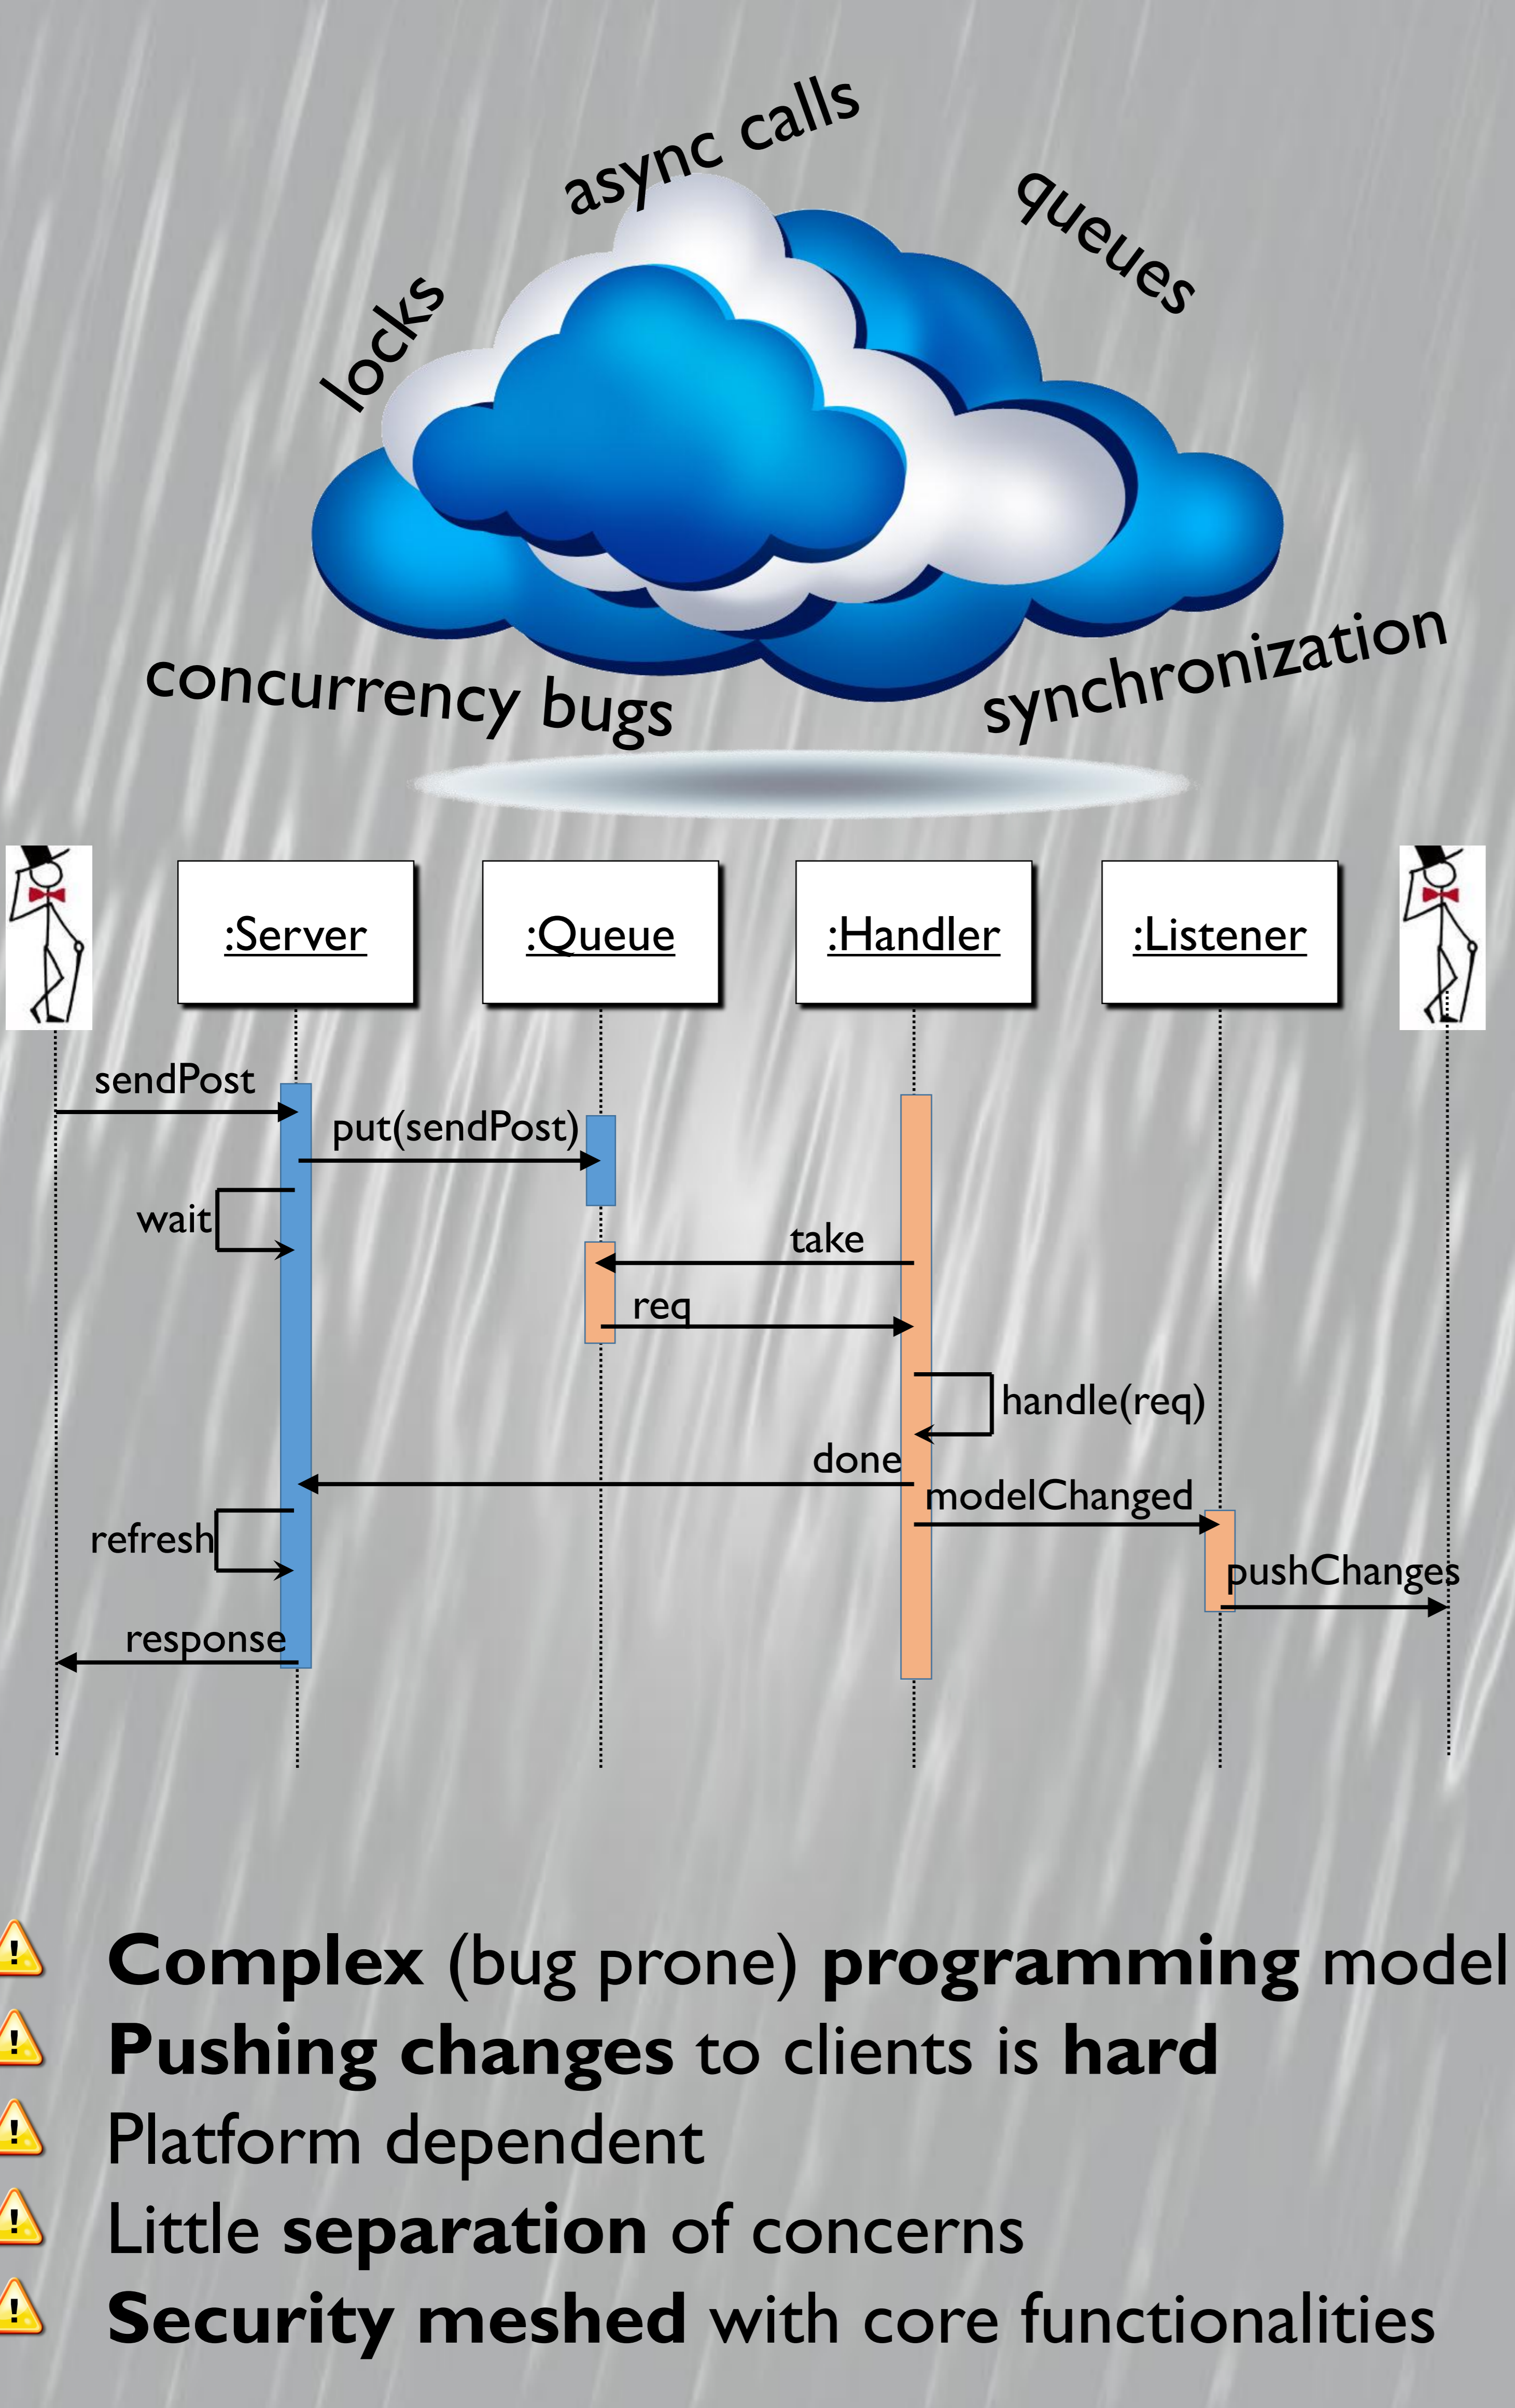 async calls
queues
locks
concurrency bugs
synchronization
:Server
:Queue
:Handler
:Listener
sendPost
put(sendPost)
wait
take
req
handle(req)
done
modelChanged
refresh
pushChanges
response
! Complex (bug prone) programming model
! Pushing changes to clients is hard
! Platform dependent
! Little separation of concerns
! Security meshed with core functionalities